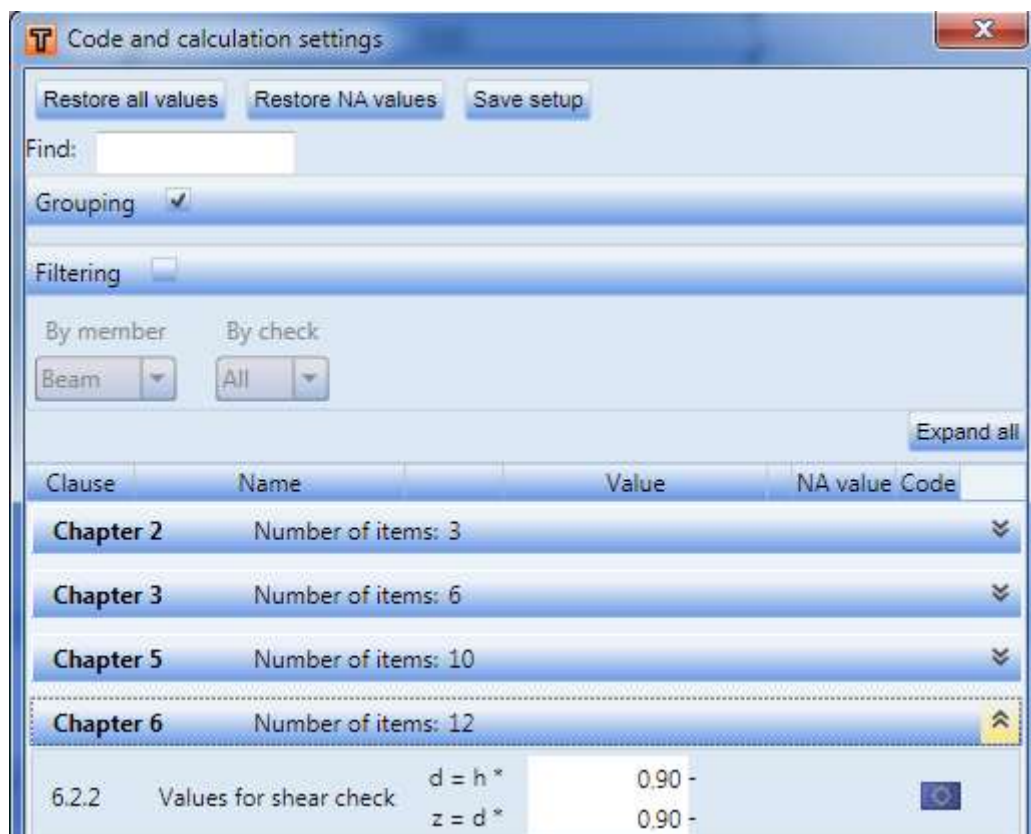 Code and calculation settings
Restore all values Restore NA values Save setup
Find:
Grouping
Filtering
By member By check
Beam All
Expand all
Clause Name Value NA value Code
Chapter 2 Number of items: 3
Chapter 3 Number of items: 6
Chapter 5 Number of items: 10
Chapter 6 Number of items: 12
6.2.2 Values for shear check d = h * 0.90 -
z = d * 0.90 -